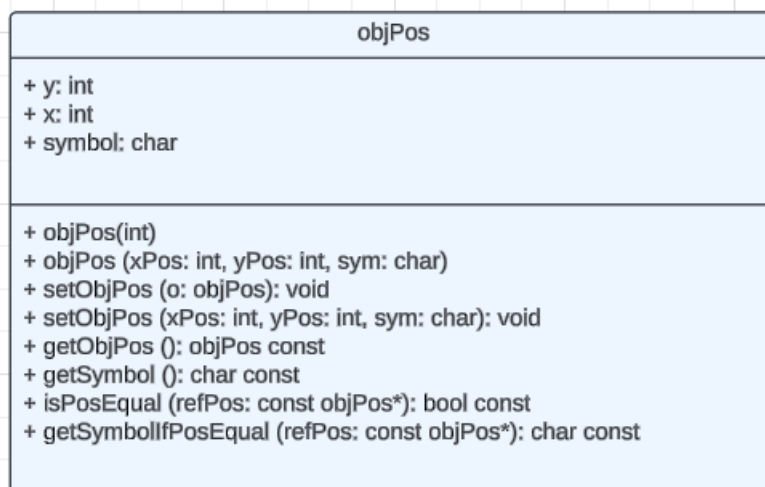 objPos
+ y: int
+ x: int
+ symbol: char
+ objPos(int)
+ objPos (xPos: int, yPos: int, sym: char)
+ setObjPos (o: objPos): void
+ setObjPos (xPos: int, yPos: int, sym: char): void
+ getObjPos (): objPos const
+ getSymbol (): char const
+ isPosEqual (refPos: const objPos*): bool const
+ getSymbolIfPosEqual (refPos: const objPos*): char const